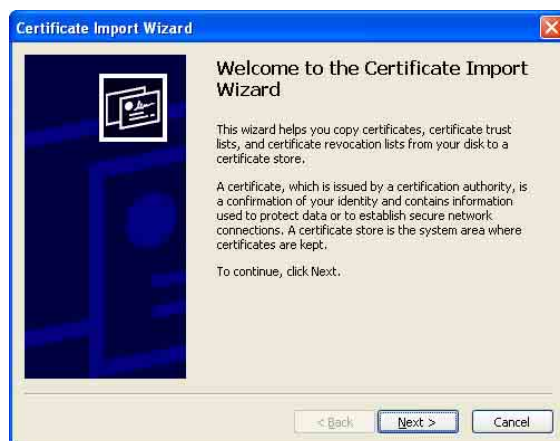 Certificate Import Wizard
Welcome to the Certificate Import
Wizard
This wizard helps you copy certificates, certificate trust
lists, and certificate revocation lists from your disk to a
certificate store.
A certificate, which is issued by a certification authority, is
a confirmation of your identity and contains information
used to protect data or to establish secure network
connections. A certificate store is the system area where
certificates are kept.
To continue, click Next.
< Back Next > Cancel